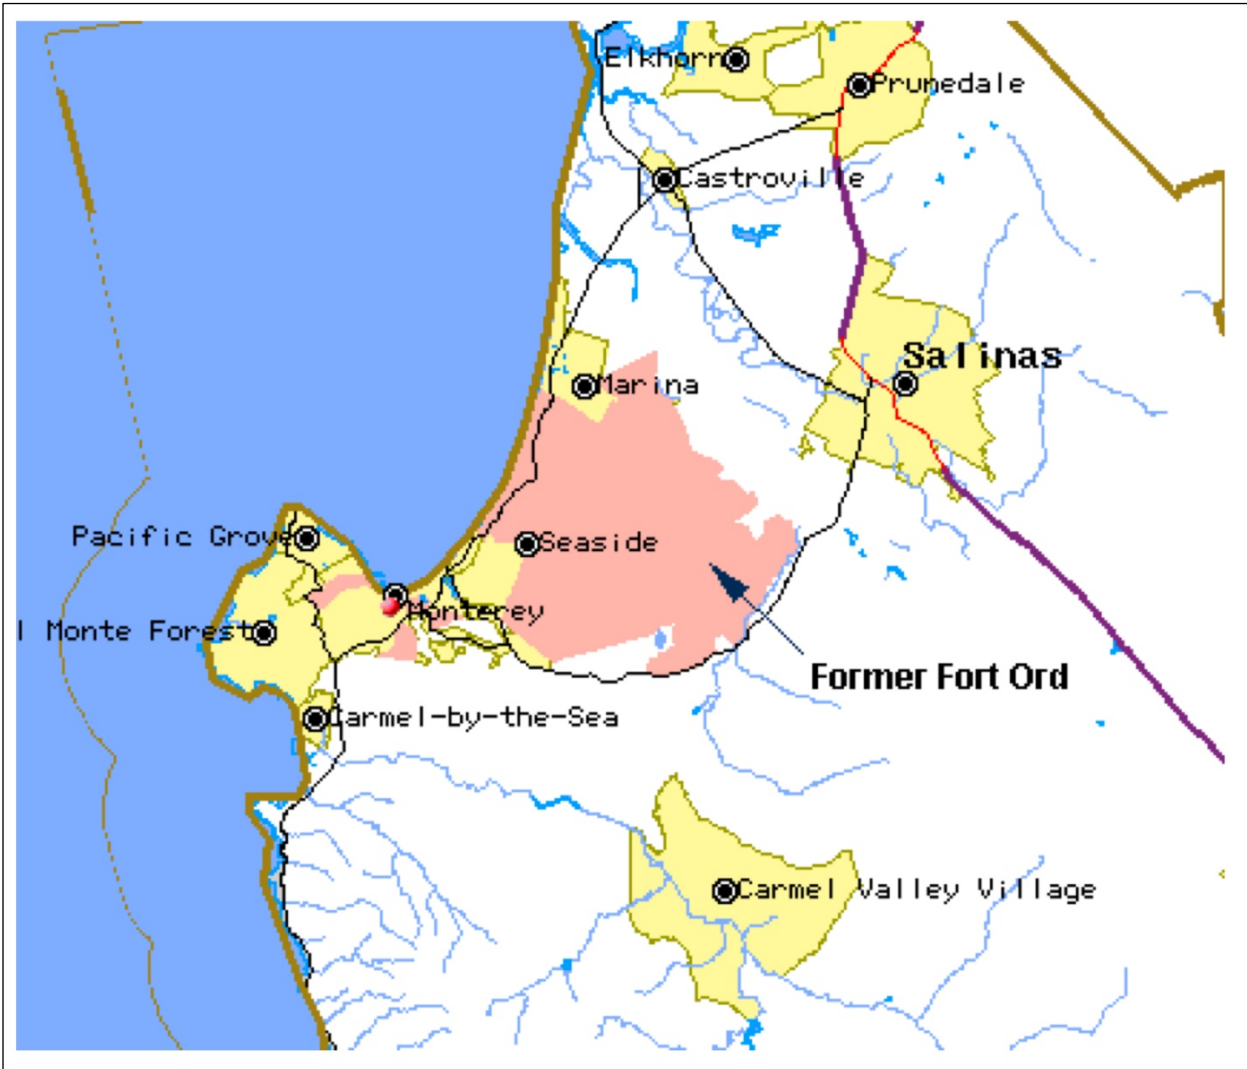 Elkhorn
Prunedale
Castroville
Salinas
Marina
Pacific Grove
Seaside
Monterey
l Monte Forest
Former Fort Ord
Carmel-by-the-Sea
Carmel Valley Village